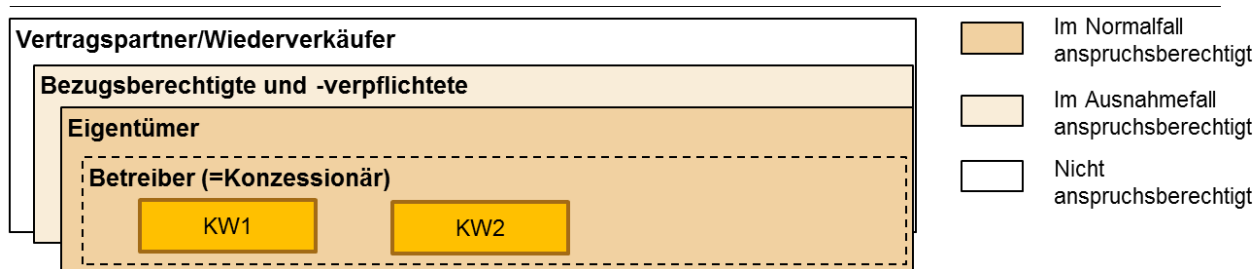 Vertragspartner/Wiederverkäufer
Bezugsberechtigte und -verpflichtete
Eigentümer
Betreiber (=Konzessionär)
KW1
KW2
Im Normalfall
anspruchsberechtigt
Im Ausnahmefall
anspruchsberechtigt
Nicht
anspruchsberechtigt